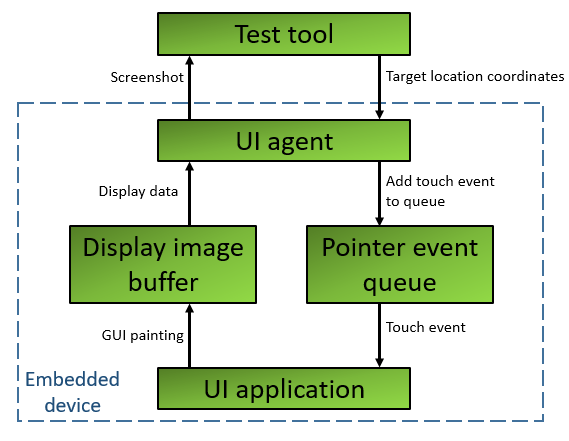 Test tool
Screenshot
Target location coordinates
UI agent
Display data
Add touch event
to queue
Display image
buffer
Pointer event
queue
GUI painting
Touch event
UI application
Embedded
device